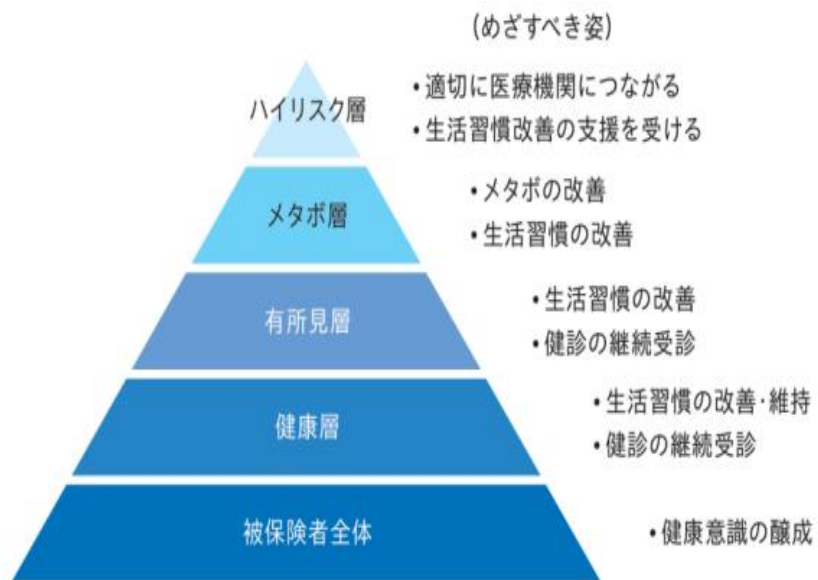 (めざすべき姿)
ハイリスク層
•適切に医療機関につながる
•生活習慣改善の支援を受ける
メタボ層
•メタボの改善
•生活習慣の改善
有所見層
•生活習慣の改善
•健診の継続受診
健康層
•生活習慣の改善・維持
•健診の継続受診
被保険者全体
•健康意識の醸成